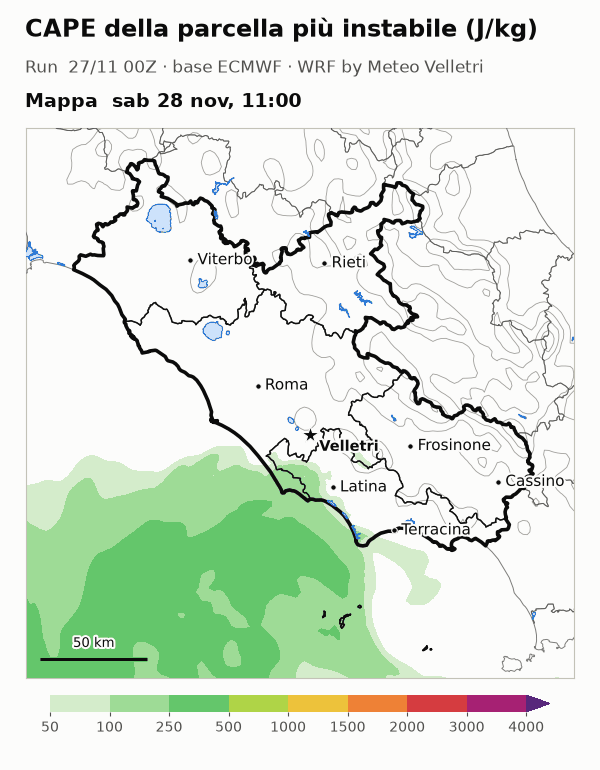 CAPE della parcella più instabile (J/kg)
Run  27/11 00Z · base ECMWF · WRF by Meteo Velletri
Mappa  sab 28 nov, 11:00
Viterbo
Rieti
Roma
Velletri
Frosinone
Cassino
Latina
Terracina
50 km
50 100 250 500 1000 1500 2000 3000 4000